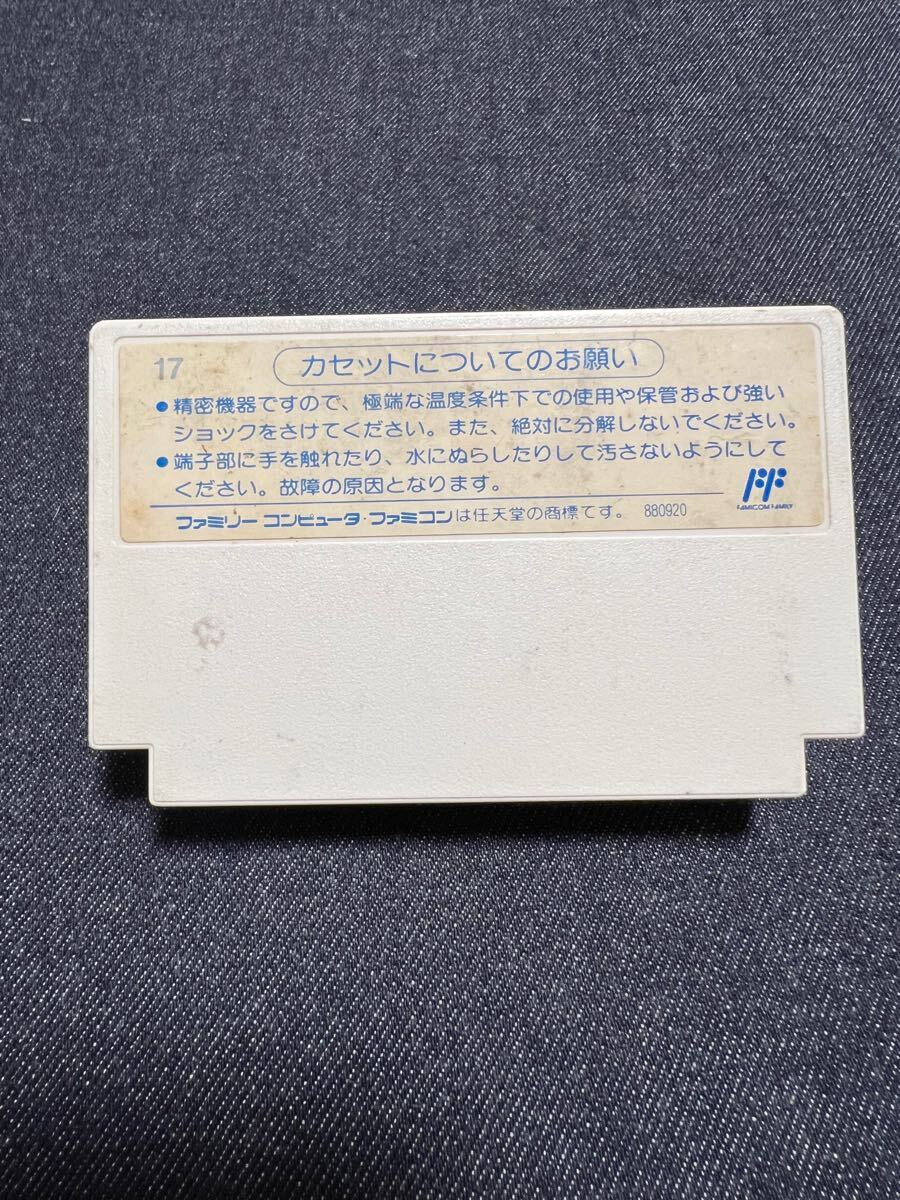 17
カセットについてのお願い
●精密機器ですので、極端な温度条件下での使用や保管および強い
ショックをさけてください。また、絶対に分解しないでください。
●端子部に手を触れたり、水にぬらしたりして汚さないようにして
ください。故障の原因となります。
FF
FAMICOM FAMILY
ファミリー コンピュータ・ファミコンは任天堂の商標です。 880920